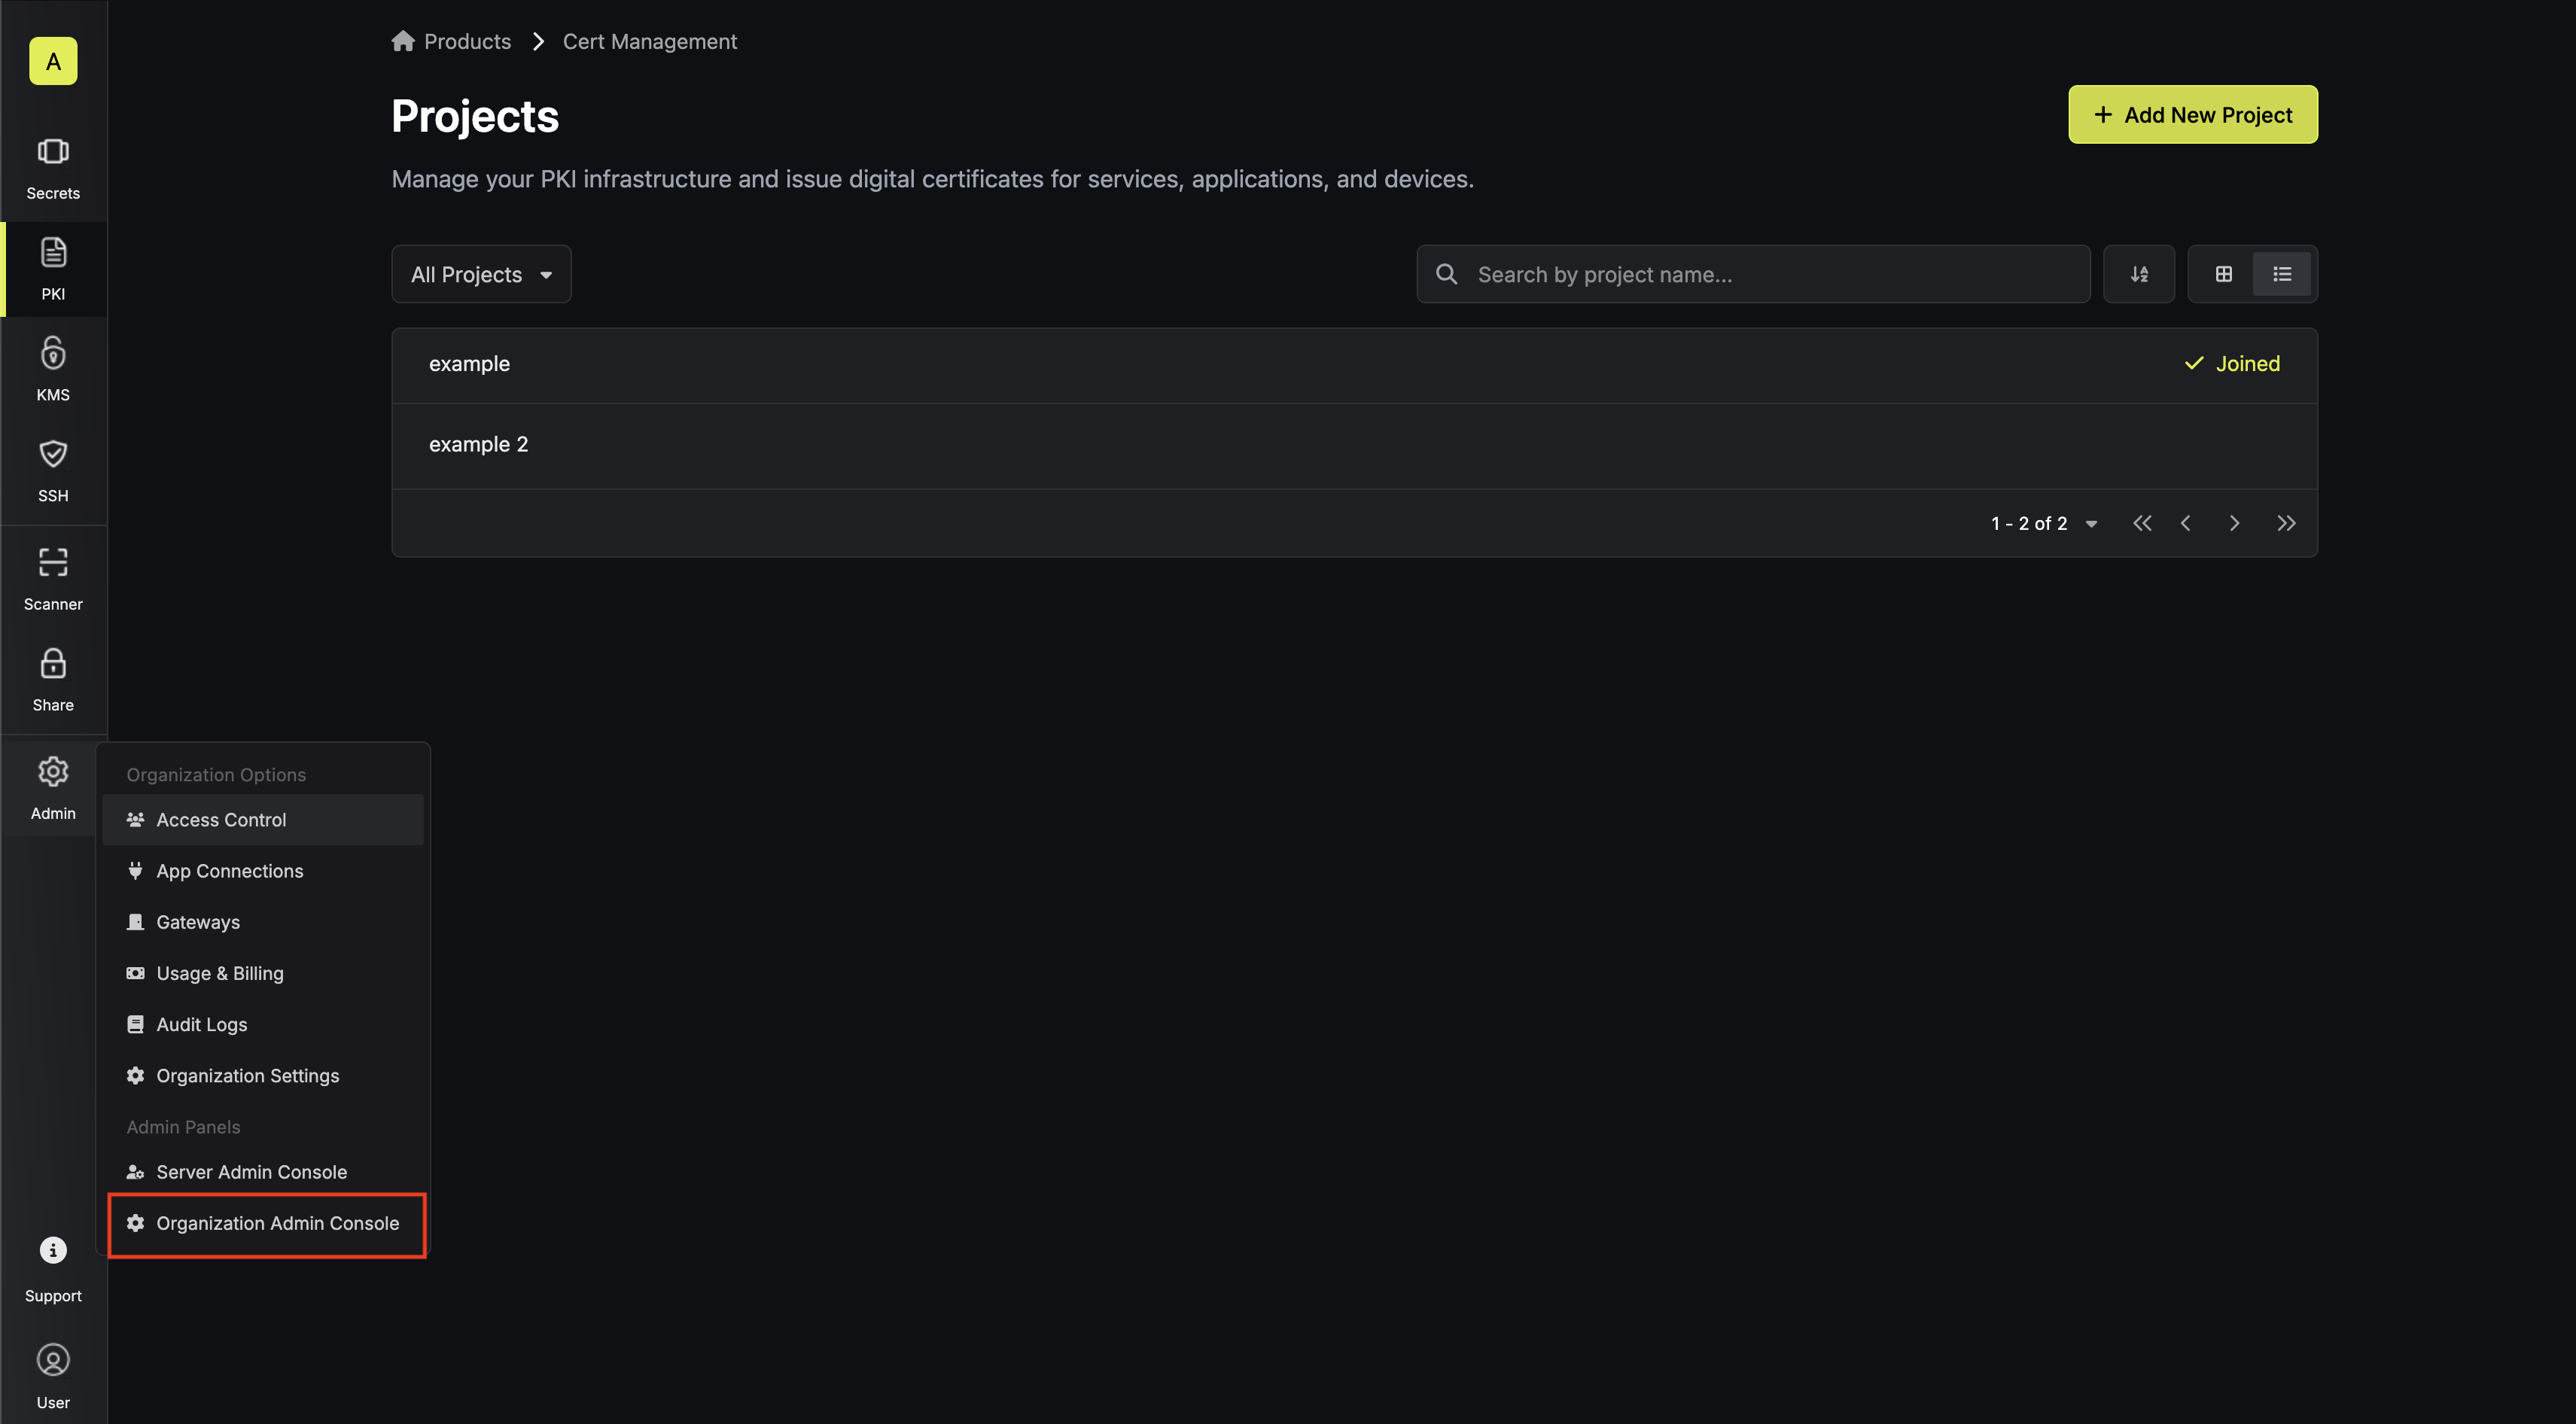 A
Secrets
PKI
KMS
SSH
Scanner
Share
Admin
Support
User
Products
Cert Management
Projects
Add New Project
Manage your PKI infrastructure and issue digital certificates for services, applications, and devices.
All Projects
Search by project name...
example
Joined
example 2
1 - 2 of 2
Organization Options
Access Control
App Connections
Gateways
Usage & Billing
Audit Logs
Organization Settings
Admin Panels
Server Admin Console
Organization Admin Console